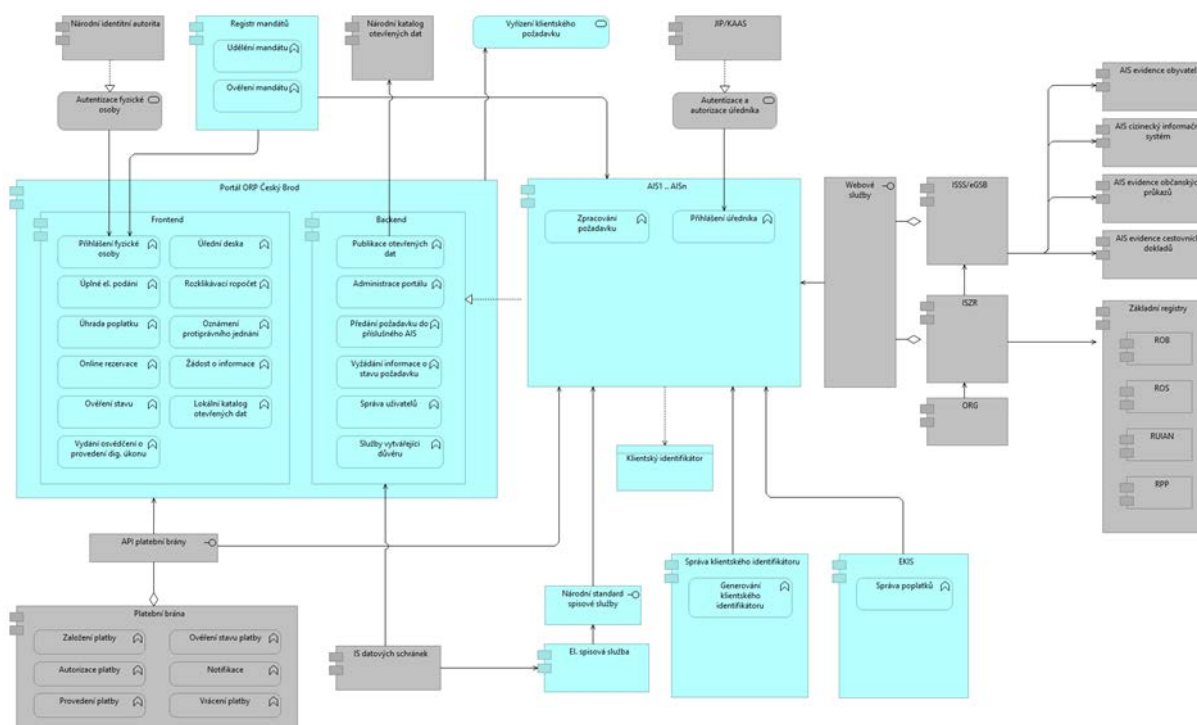 Národní identitní autorita
Registr mandátů
Udělění mandátu
Ověření mandátu
Národní katalog
otevřených dat
Vyřízení klientského
požadavku
JIP/KAAS
Autentizace fyzické
osoby
Autentizace a
autorizace úředníka
AIS evidence obyvatel
AIS cizinecký informačn
systém
AIS evidence občanskýc
průkazů
AIS evidence cestovních
dokladů
Portál ORP Český Brod
Frontend
Přihlášení fyzické
osoby
Úřední deska
Úplné el. podání
Rozklikávací ropočet
Úhrada poplatku
Oznámení
protiprávního jednání
Online rezervace
Žádost o informace
Ověření stavu
Lokální katalog
otevřených dat
Vydání osvědčení o
provedení dig. úkonu
Backend
Publikace otevřených
dat
Administrace portálu
Předání požadavku do
příslušného AIS
Vyžádání informace o
stavu požadavku
Správa uživatelů
Služby vytvářející
důvěru
AIS1 .. AISn
Zpracování
požadavku
Přihlášení úředníka
Webové
služby
ISSS/eGSB
ISZR
ORG
Základní registry
ROB
ROS
RUIAN
RPP
Klientský identifikátor
API platební brány
Platební brána
Založení platby
Ověření stavu platby
Autorizace platby
Notifikace
Provedení platby
Vrácení platby
IS datových schránek
Národní standard
spisové služby
El. spisová služba
Správa klientského identifikátoru
Generování
klientského
identifikátoru
EKIS
Správa poplatků